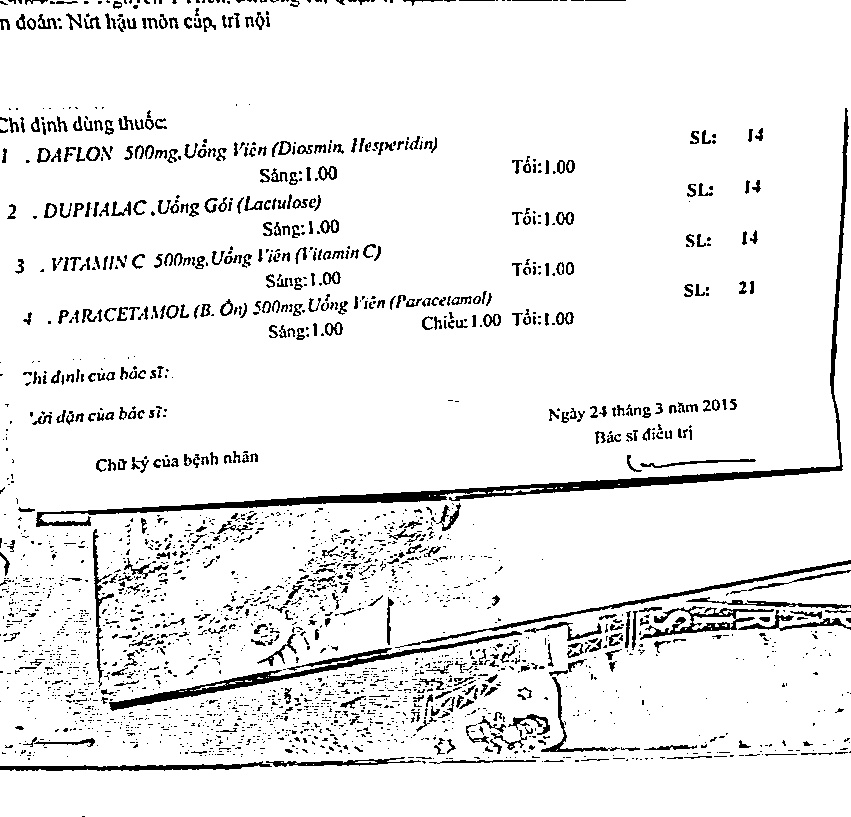 n đoán: Nứt hậu môn cấp, trĩ nội
Chỉ định dùng thuốc:
1 . DAFLON 500mg, Uống Viên (Diosmin, Hesperidin) SL: 14
Sáng:1.00 Tối:1.00
2 . DUPHALAC ,Uống Gói (Lactulose) SL: 14
Sáng:1.00 Tối:1.00
3 . VITAMIN C 500mg, Uống Viên (Vitamin C) SL: 14
Sáng:1.00 Tối:1.00
4 . PARACETAMOL (B. Ôn) 500mg, Uống Viên (Paracetamol) SL: 21
Sáng:1.00 Chiều:1.00 Tối:1.00
Chỉ định của bác sĩ:
Lời dặn của bác sĩ:
Ngày 24 tháng 3 năm 2015
Bác sĩ điều trị
Chữ ký của bệnh nhân